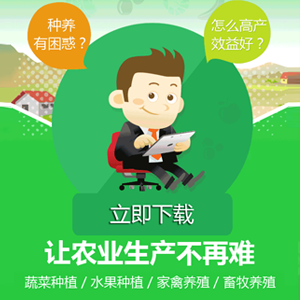 种养
有困惑？
怎么高产
效益好？
立即下载
让农业生产不再难
蔬菜种植 / 水果种植 / 家禽养殖 / 畜牧养殖